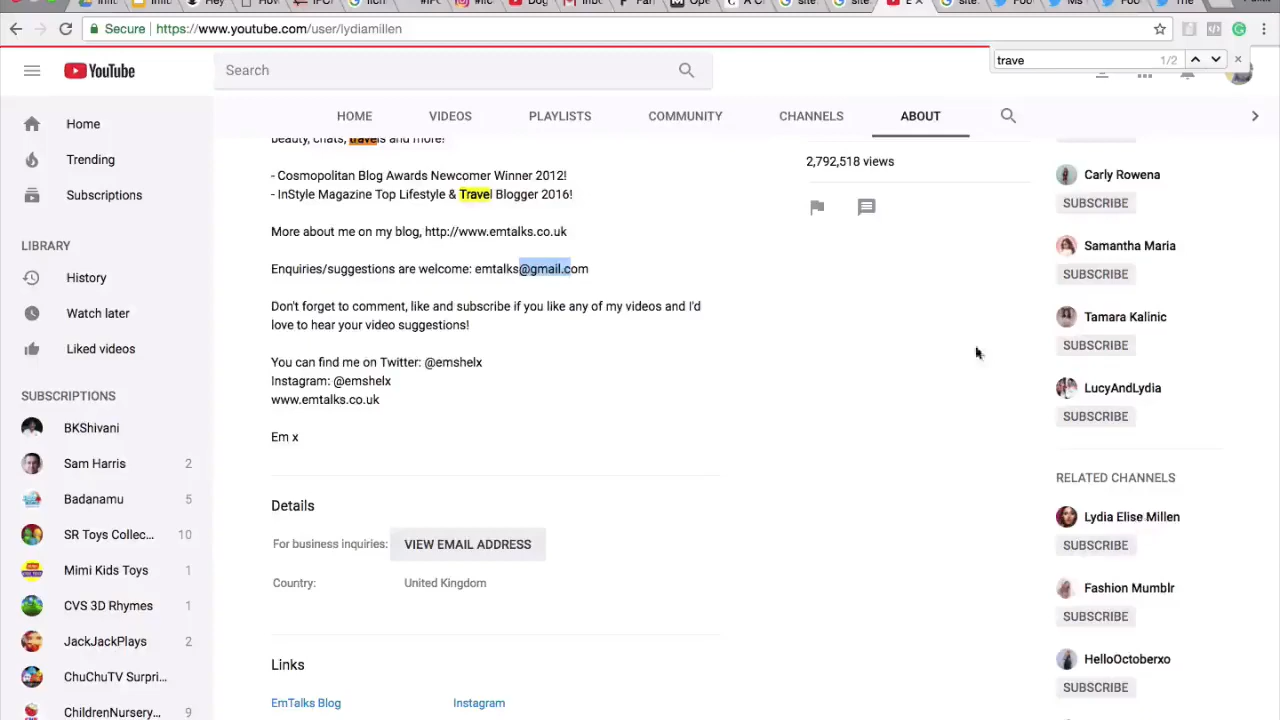 Secure https://www.youtube.com/user/lydiamillen
trave 1/2
YouTube
Search
HOME VIDEOS PLAYLISTS COMMUNITY CHANNELS ABOUT
Home
Trending
Subscriptions
LIBRARY
History
Watch later
Liked videos
SUBSCRIPTIONS
BKShivani
Sam Harris 2
Badanamu 5
SR Toys Collec... 10
Mimi Kids Toys 1
CVS 3D Rhymes 1
JackJackPlays 2
ChuChuTV Surpri...
ChildrenNursery... 9
beauty, chats, travels and more!
- Cosmopolitan Blog Awards Newcomer Winner 2012!
- InStyle Magazine Top Lifestyle & Travel Blogger 2016!
More about me on my blog, http://www.emtalks.co.uk
Enquiries/suggestions are welcome: emtalks@gmail.com
Don't forget to comment, like and subscribe if you like any of my videos and I'd
love to hear your video suggestions!
You can find me on Twitter: @emshelx
Instagram: @emshelx
www.emtalks.co.uk
Em x
Details
For business inquiries: VIEW EMAIL ADDRESS
Country: United Kingdom
Links
EmTalks Blog Instagram
2,792,518 views
Carly Rowena
SUBSCRIBE
Samantha Maria
SUBSCRIBE
Tamara Kalinic
SUBSCRIBE
LucyAndLydia
SUBSCRIBE
RELATED CHANNELS
Lydia Elise Millen
SUBSCRIBE
Fashion Mumblr
SUBSCRIBE
HelloOctoberxo
SUBSCRIBE